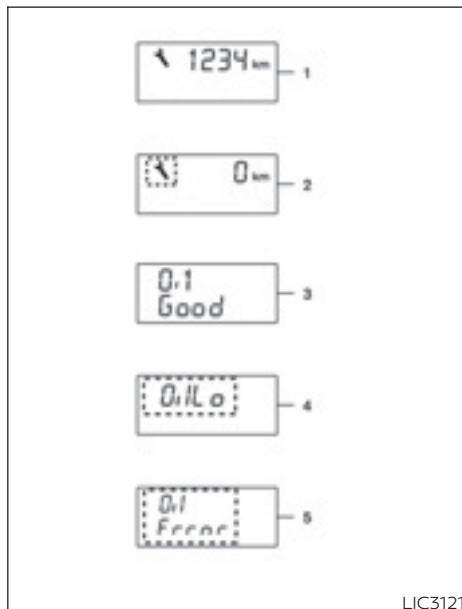 1234 km 1
0 km 2
Oil
Good 3
OilLo 4
Oil
Error 5
LIC3121